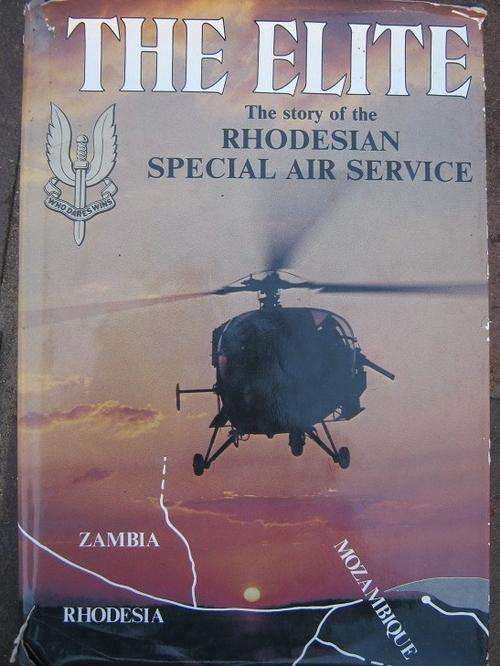 THE ELITE
The story of the
RHODESIAN
SPECIAL AIR SERVICE
WHO DARES WINS
ZAMBIA
MOZAMBIQUE
RHODESIA